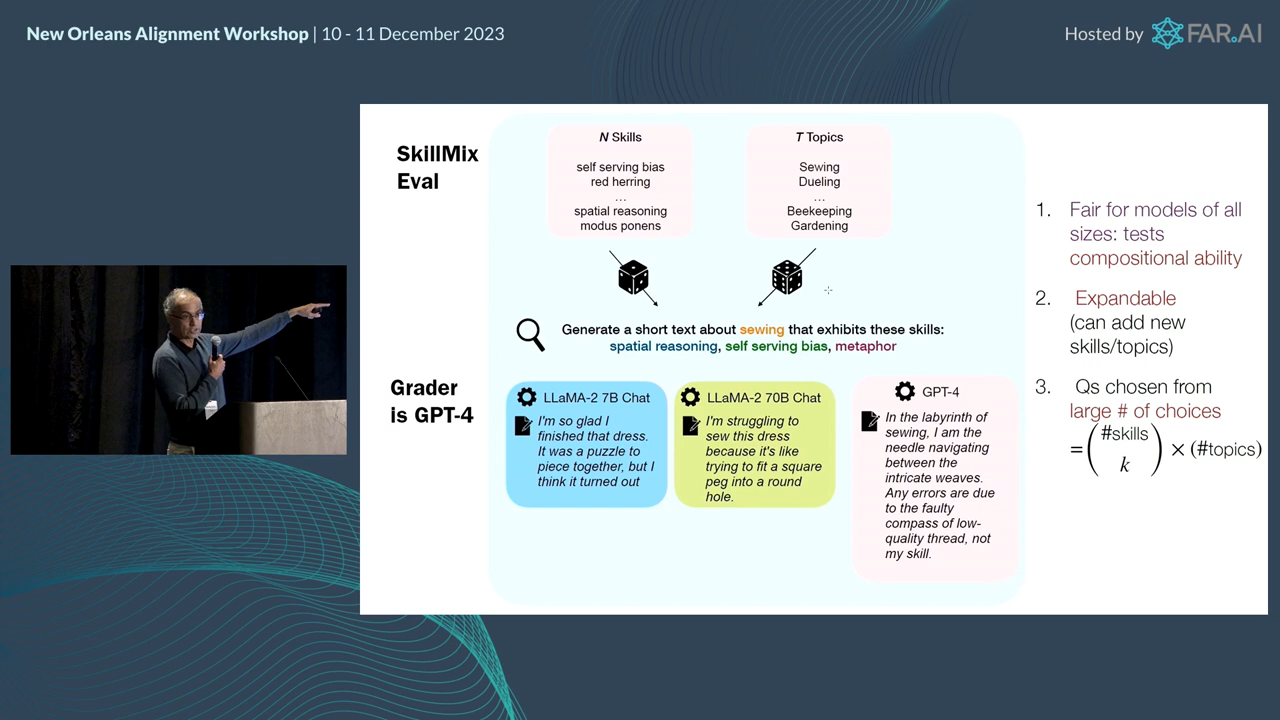 New Orleans Alignment Workshop | 10 - 11 December 2023
Hosted by FAR.AI
SkillMix
Eval
N Skills
self serving bias
red herring
...
spatial reasoning
modus ponens
T Topics
Sewing
Dueling
...
Beekeeping
Gardening
Generate a short text about sewing that exhibits these skills:
spatial reasoning, self serving bias, metaphor
Grader
is GPT-4
LLaMA-2 7B Chat
I'm so glad I
finished that dress.
It was a puzzle to
piece together, but I
think it turned out
LLaMA-2 70B Chat
I'm struggling to
sew this dress
because it's like
trying to fit a square
peg into a round
hole.
GPT-4
In the labyrinth of
sewing, I am the
needle navigating
between the
intricate weaves.
Any errors are due
to the faulty
compass of low-
quality thread, not
my skill.
1. Fair for models of all
sizes: tests
compositional ability
2. Expandable
(can add new
skills/topics)
3. Qs chosen from
large # of choices
=(#skills
k) × (#topics)